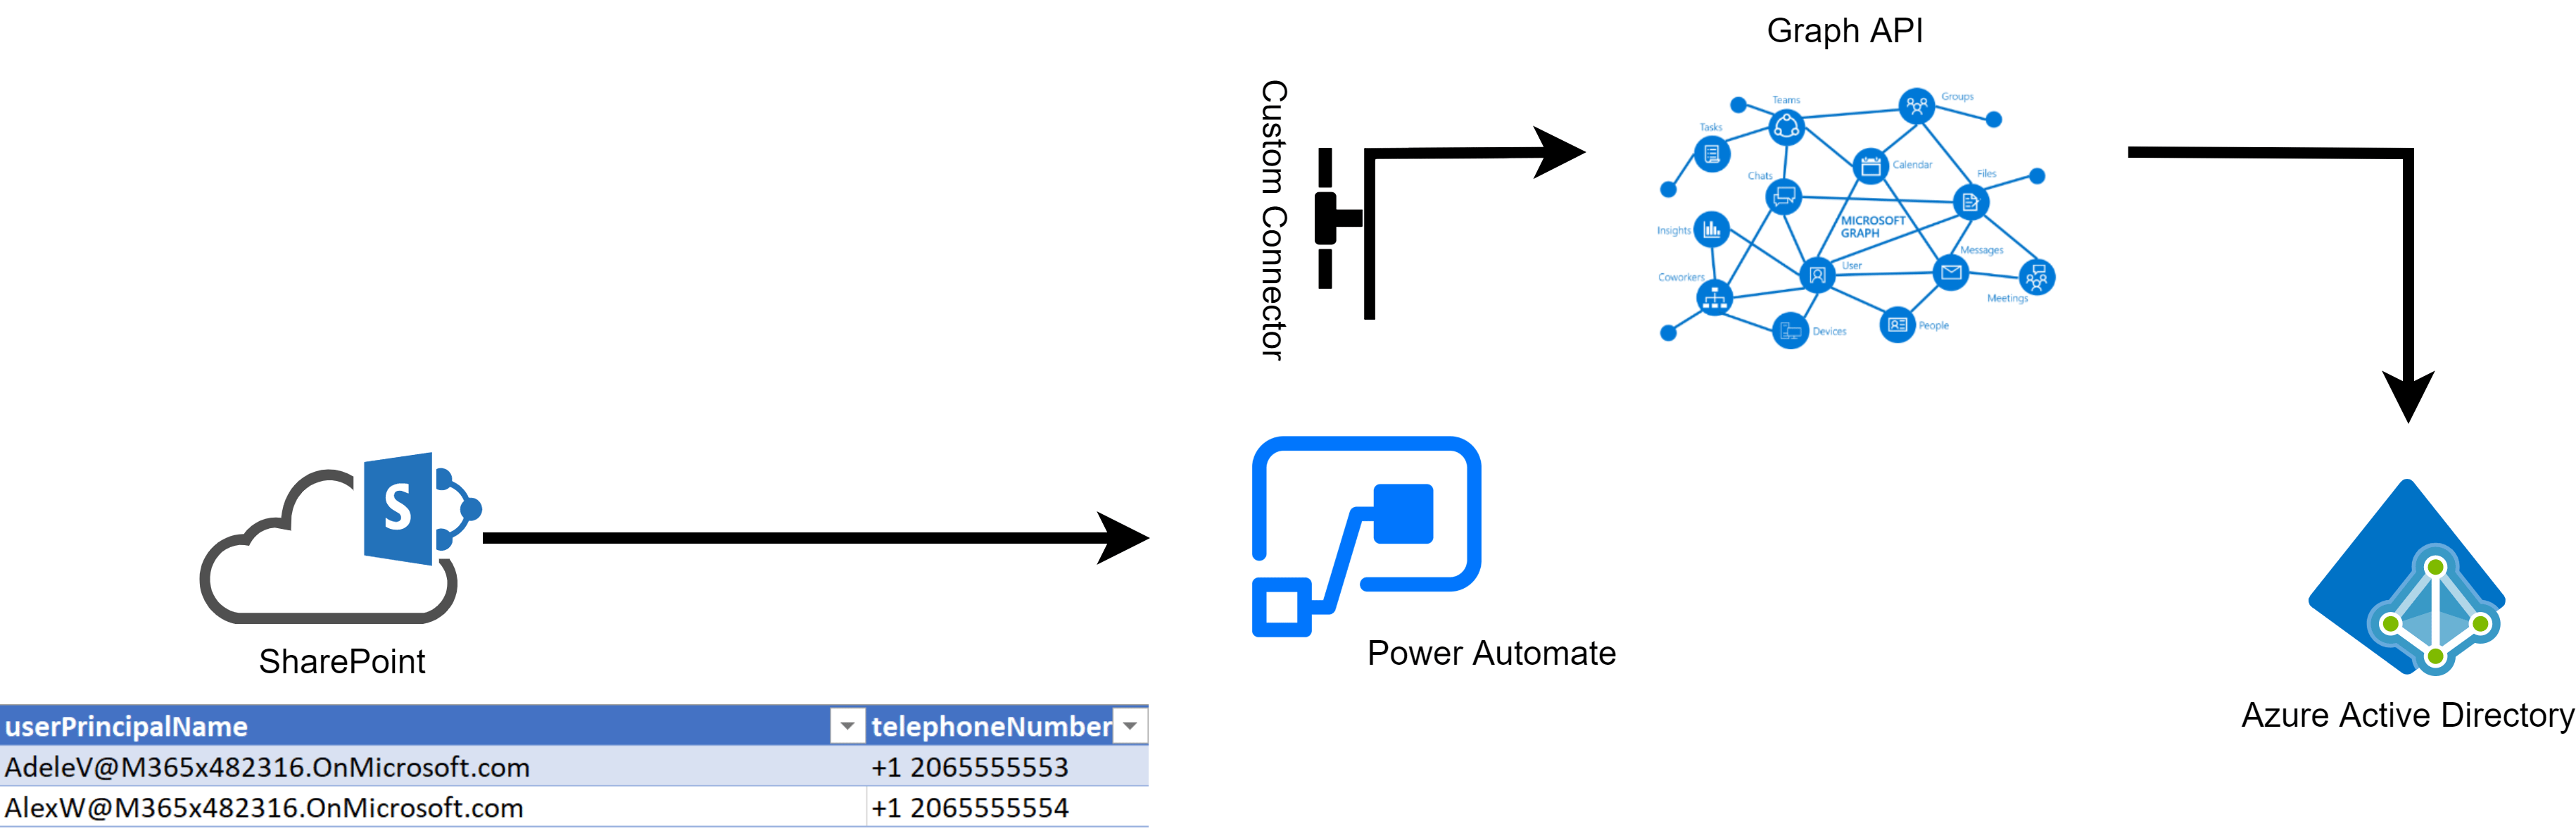 Graph API
Custom Connector
Teams
Groups
Tasks
Calendar
Chats
Files
MICROSOFT
GRAPH
Insights
Messages
User
Coworkers
Meetings
Devices
People
S
SharePoint
Power Automate
Azure Active Directory
userPrincipalName telephoneNumber
AdeleV@M365x482316.OnMicrosoft.com +1 2065555553
AlexW@M365x482316.OnMicrosoft.com +1 2065555554